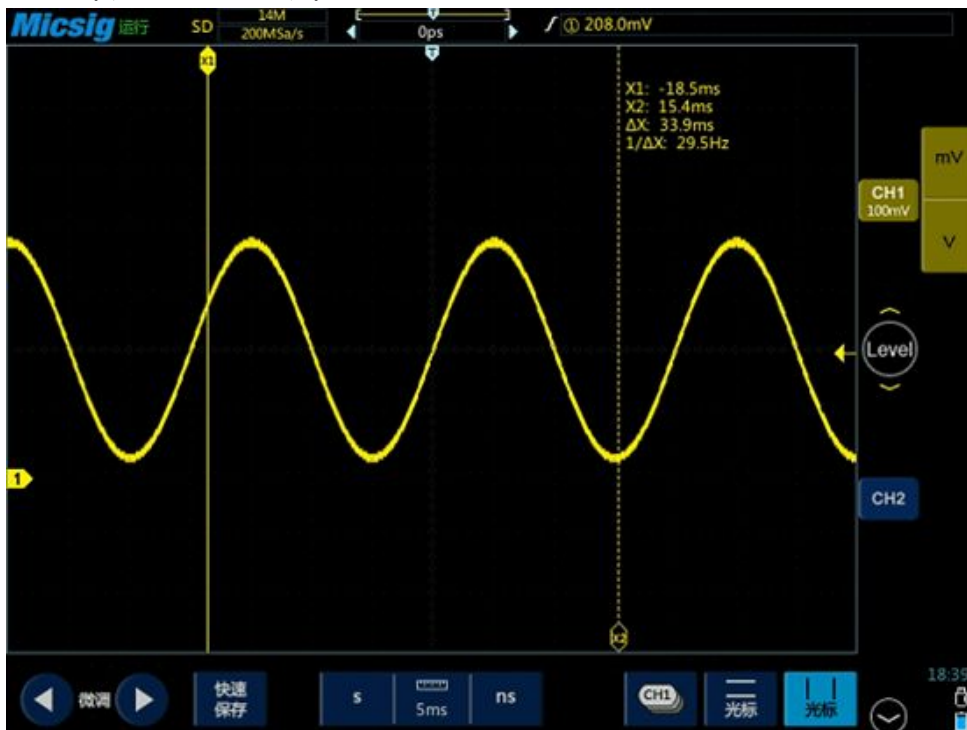 Micsig 运行 SD 14M
200MSa/s
T
0ps
① 208.0mV
X1
T
X1: -18.5ms
X2: 15.4ms
ΔX: 33.9ms
1/ΔX: 29.5Hz
mV
CH1
100mV
V
Level
1
CH2
X2
18:39
微调
快速
保存
s
5ms
ns
CH1
光标
光标